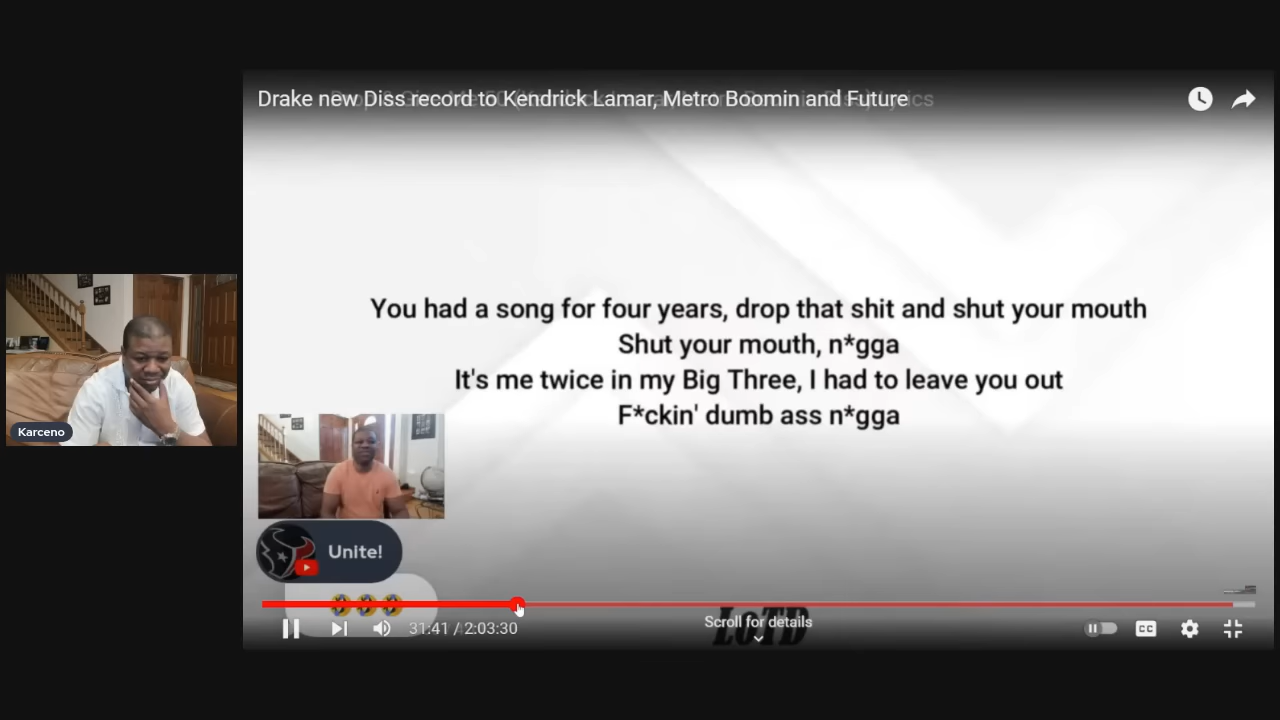 Drake new Diss record to Kendrick Lamar, Metro Boomin and Future
You had a song for four years, drop that shit and shut your mouth
Shut your mouth, n*gga
It's me twice in my Big Three, I had to leave you out
F*ckin' dumb ass n*gga
Karceno
Unite!
31:41 / 2:03:30
Scroll for details
LoTD
CC